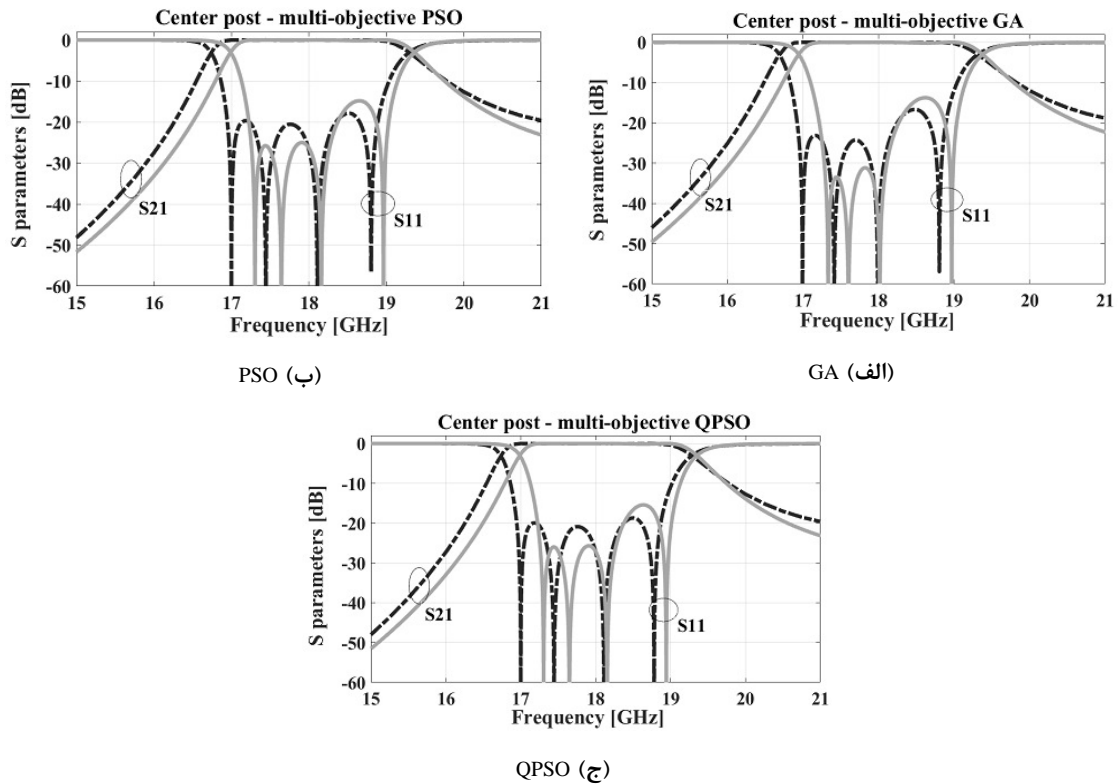 Center post - multi-objective PSO
S parameters [dB]
0
-10
-20
-30
-40
-50
-60
S21
S11
15 16 17 18 19 20 21
Frequency [GHz]
(ب) PSO
Center post - multi-objective GA
S parameters [dB]
0
-10
-20
-30
-40
-50
-60
S21
S11
15 16 17 18 19 20 21
Frequency [GHz]
(الف) GA
Center post - multi-objective QPSO
S parameters [dB]
0
-10
-20
-30
-40
-50
-60
S21
S11
15 16 17 18 19 20 21
Frequency [GHz]
(ج) QPSO